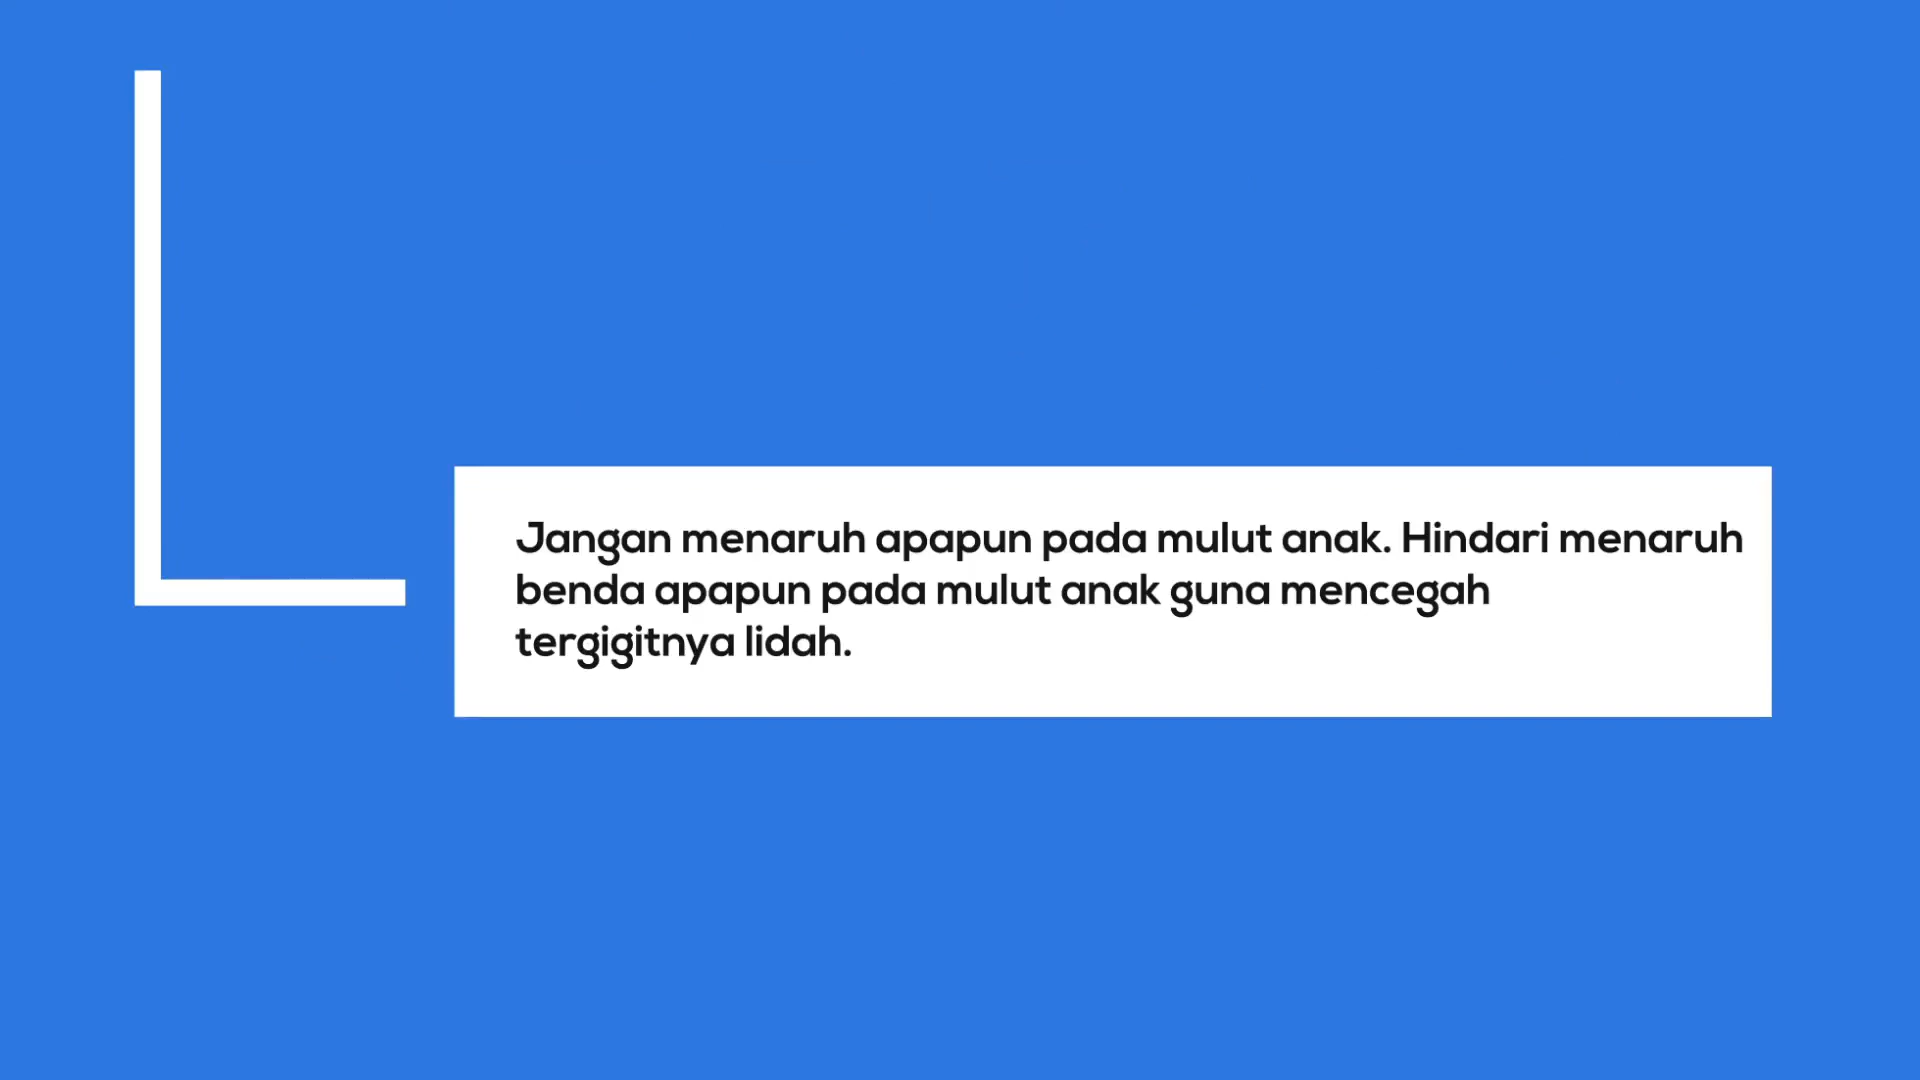 Jangan menaruh apapun pada mulut anak. Hindari menaruh
benda apapun pada mulut anak guna mencegah
tergigitnya lidah.